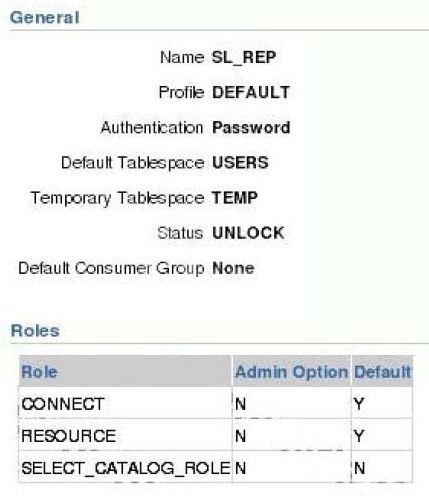 General
Name SL_REP
Profile DEFAULT
Authentication Password
Default Tablespace USERS
Temporary Tablespace TEMP
Status UNLOCK
Default Consumer Group None
Roles
Role Admin Option Default
CONNECT N Y
RESOURCE N Y
SELECT_CATALOG_ROLE N N